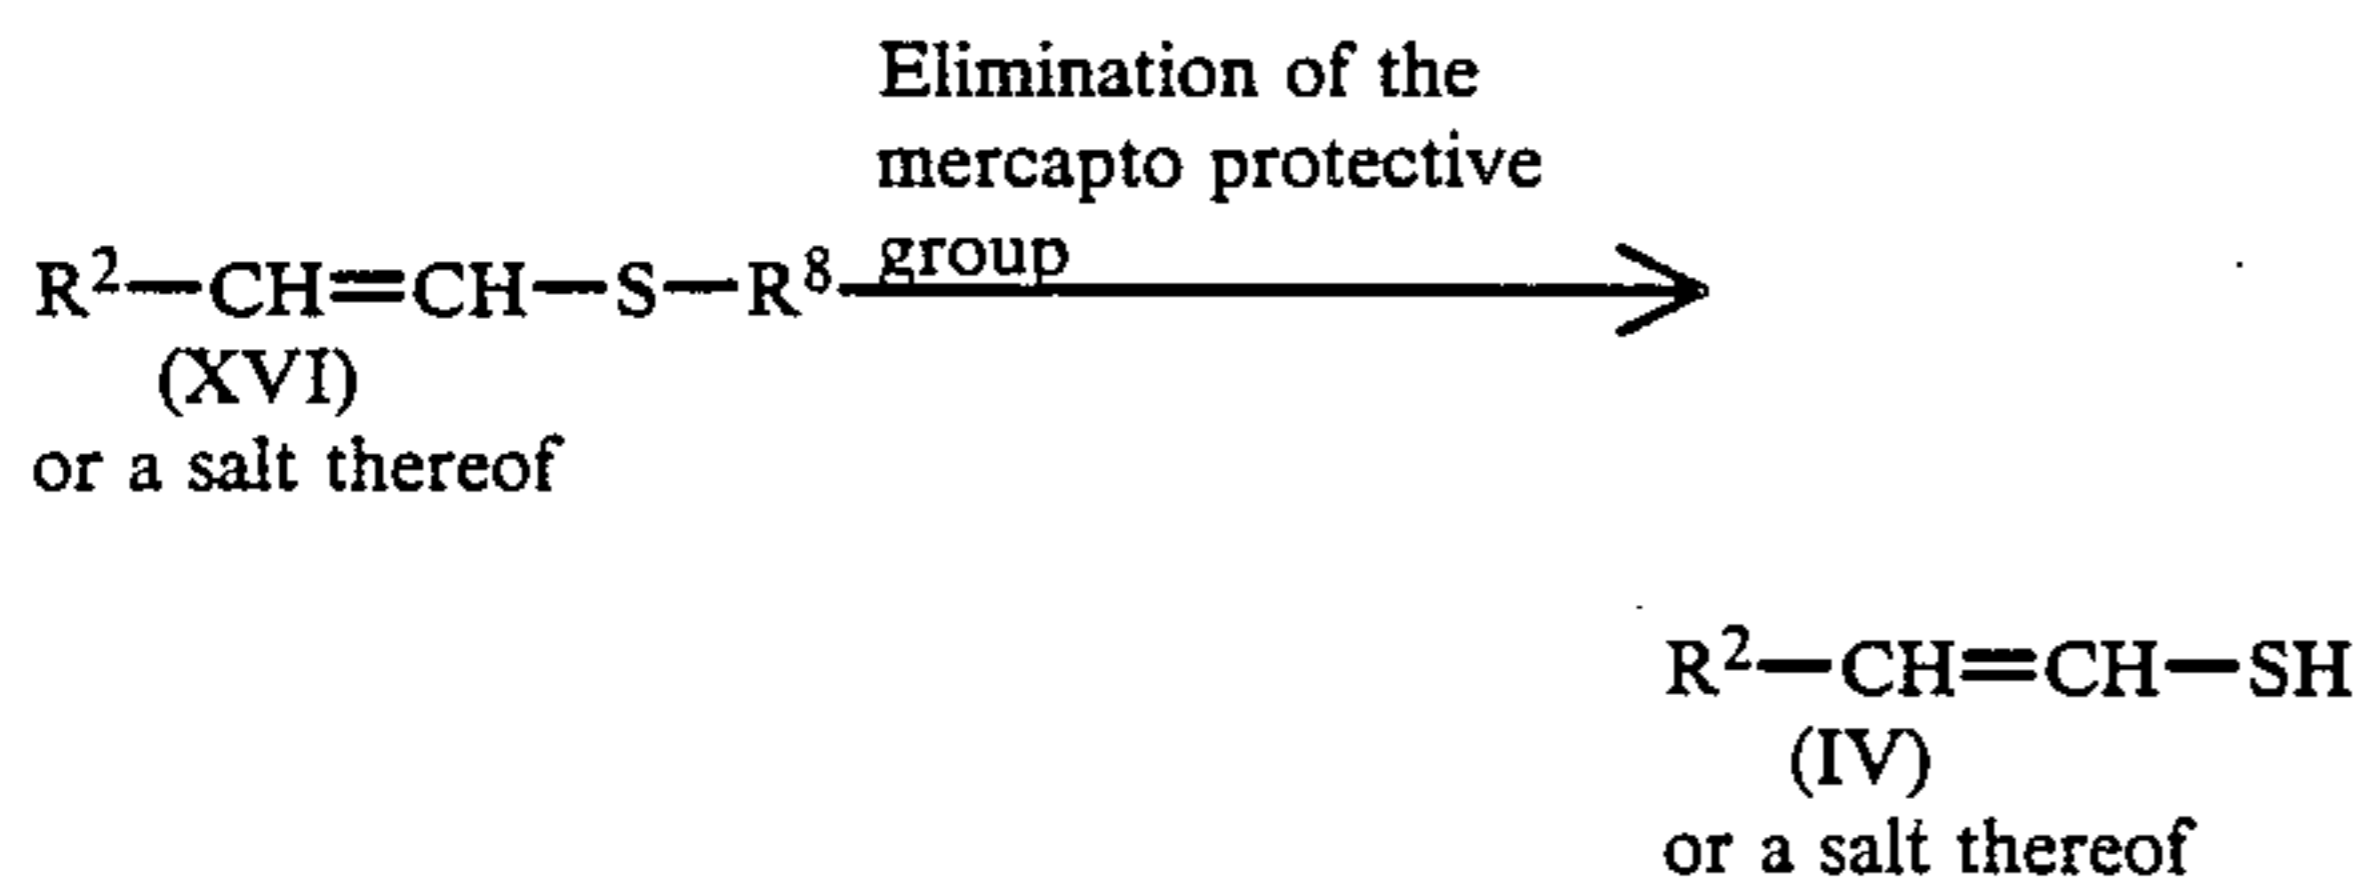 Elimination of the
mercapto protective
group
R²—CH=CH—S—R⁸
(XVI)
or a salt thereof
R²—CH=CH—SH
(IV)
or a salt thereof